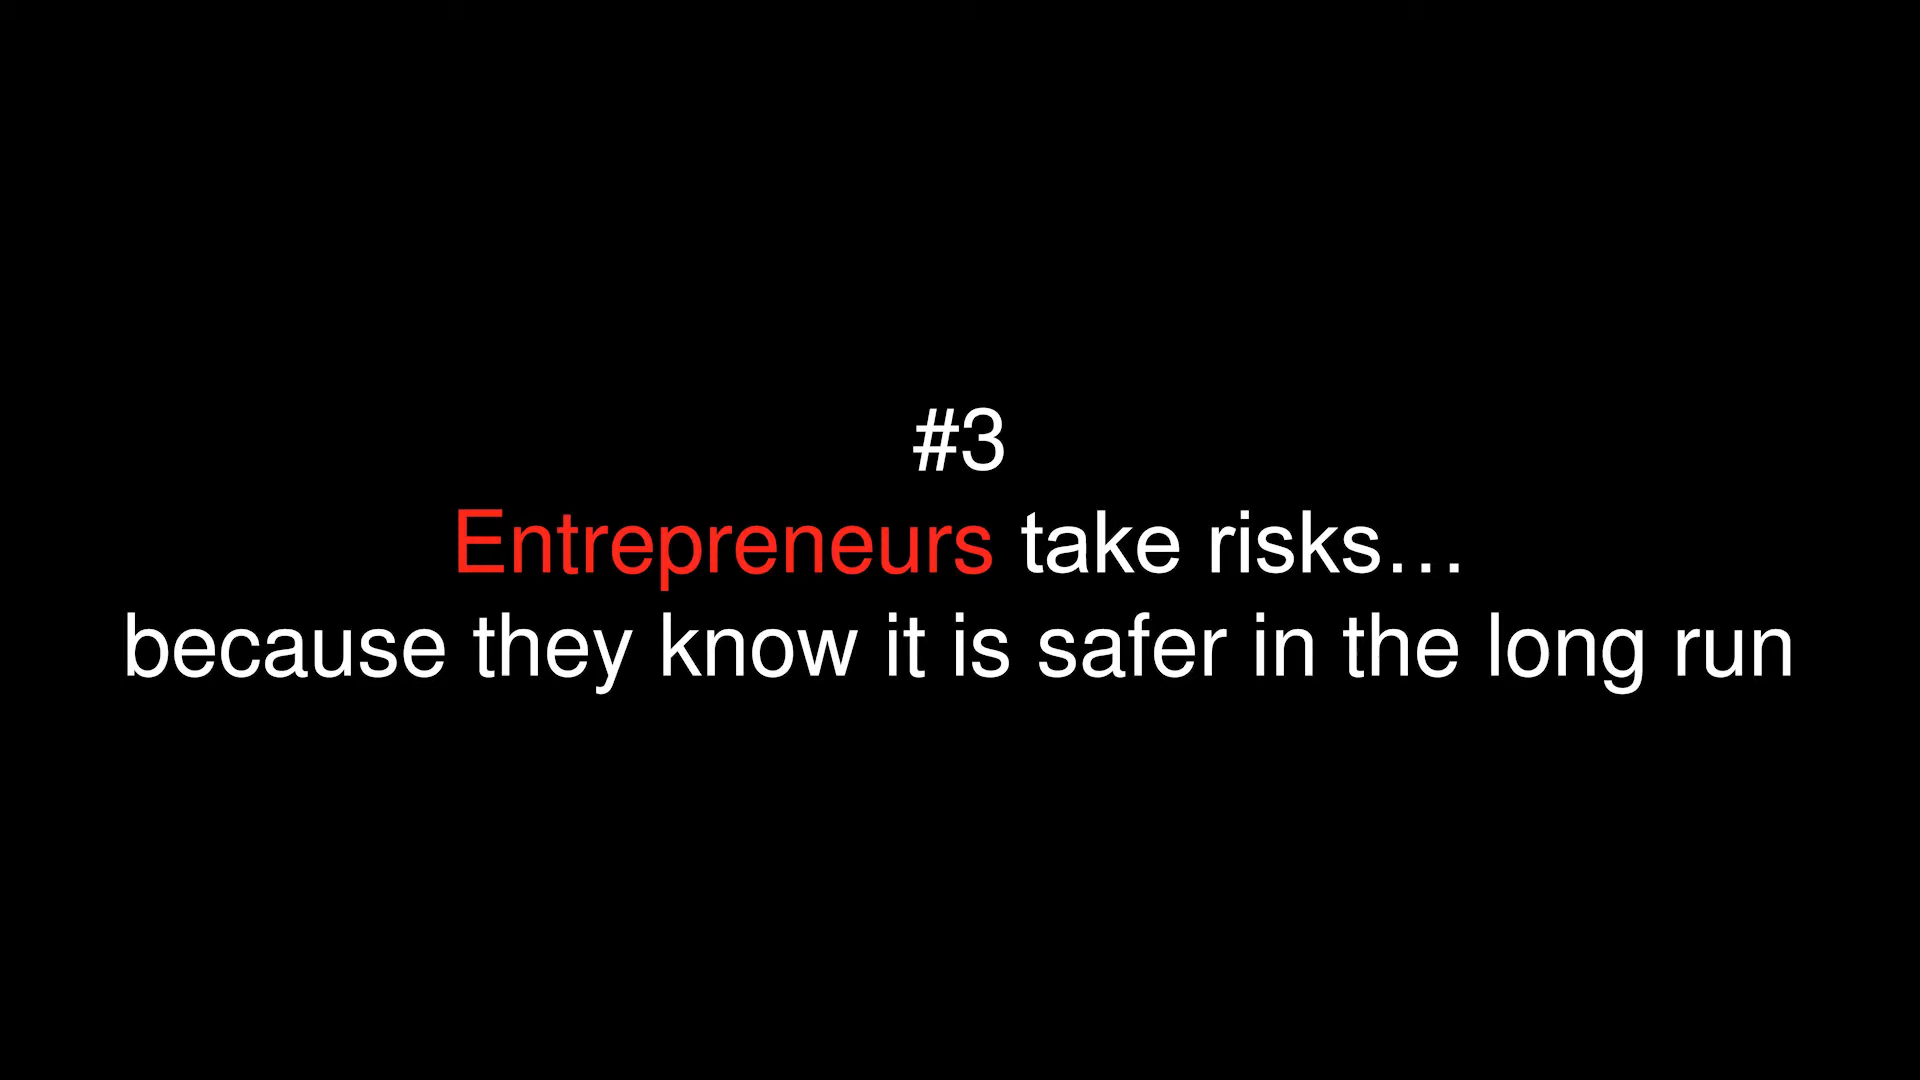 #3
Entrepreneurs take risks...
because they know it is safer in the long run